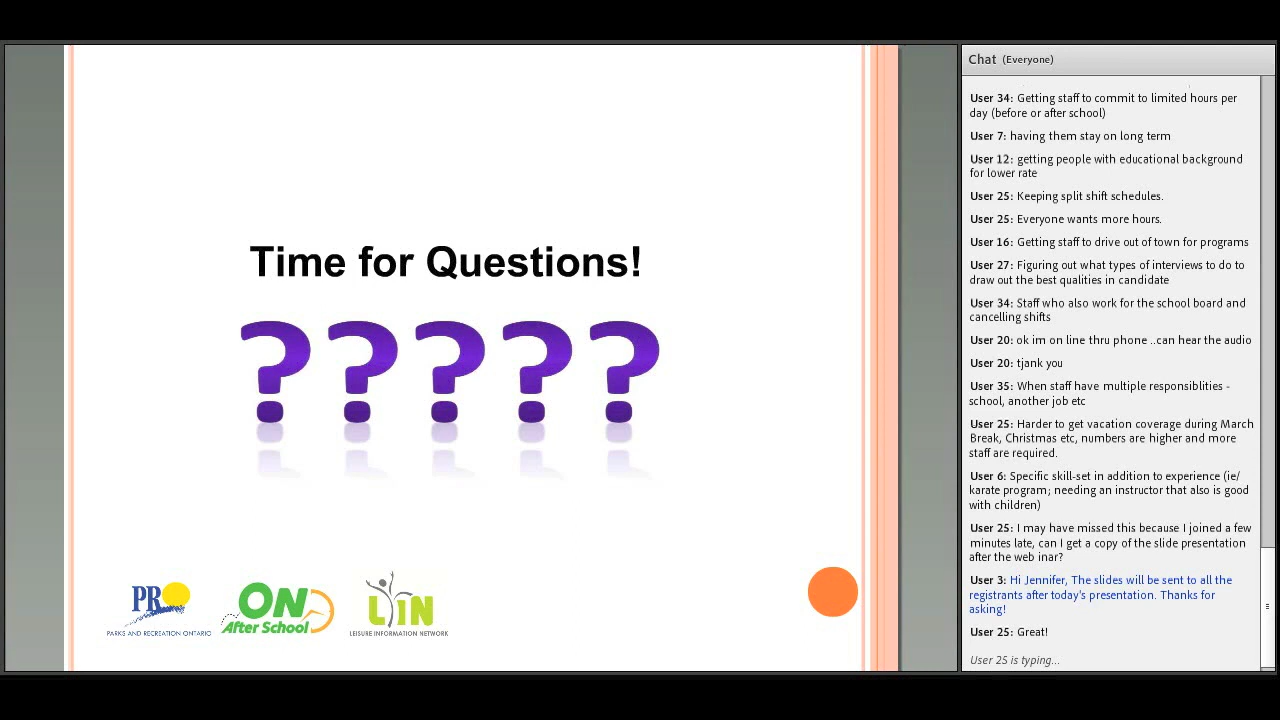 Time for Questions!
?????
PRO
PARKS AND RECREATION ONTARIO
ON
After School
LIN
LEISURE INFORMATION NETWORK
Chat (Everyone)
User 34: Getting staff to commit to limited hours per
day (before or after school)
User 7: having them stay on long term
User 12: getting people with educational background
for lower rate
User 25: Keeping split shift schedules.
User 25: Everyone wants more hours.
User 16: Getting staff to drive out of town for programs
User 27: Figuring out what types of interviews to do to
draw out the best qualities in candidate
User 34: Staff who also work for the school board and
cancelling shifts
User 20: ok im on line thru phone ..can hear the audio
User 20: tjank you
User 35: When staff have multiple responsiblities -
school, another job etc
User 25: Harder to get vacation coverage during March
Break, Christmas etc, numbers are higher and more
staff are required.
User 6: Specific skill-set in addition to experience (ie/
karate program; needing an instructor that also is good
with children)
User 25: I may have missed this because I joined a few
minutes late, can I get a copy of the slide presentation
after the web inar?
User 3: Hi Jennifer, The slides will be sent to all the
registrants after today's presentation. Thanks for
asking!
User 25: Great!
User 25 is typing...